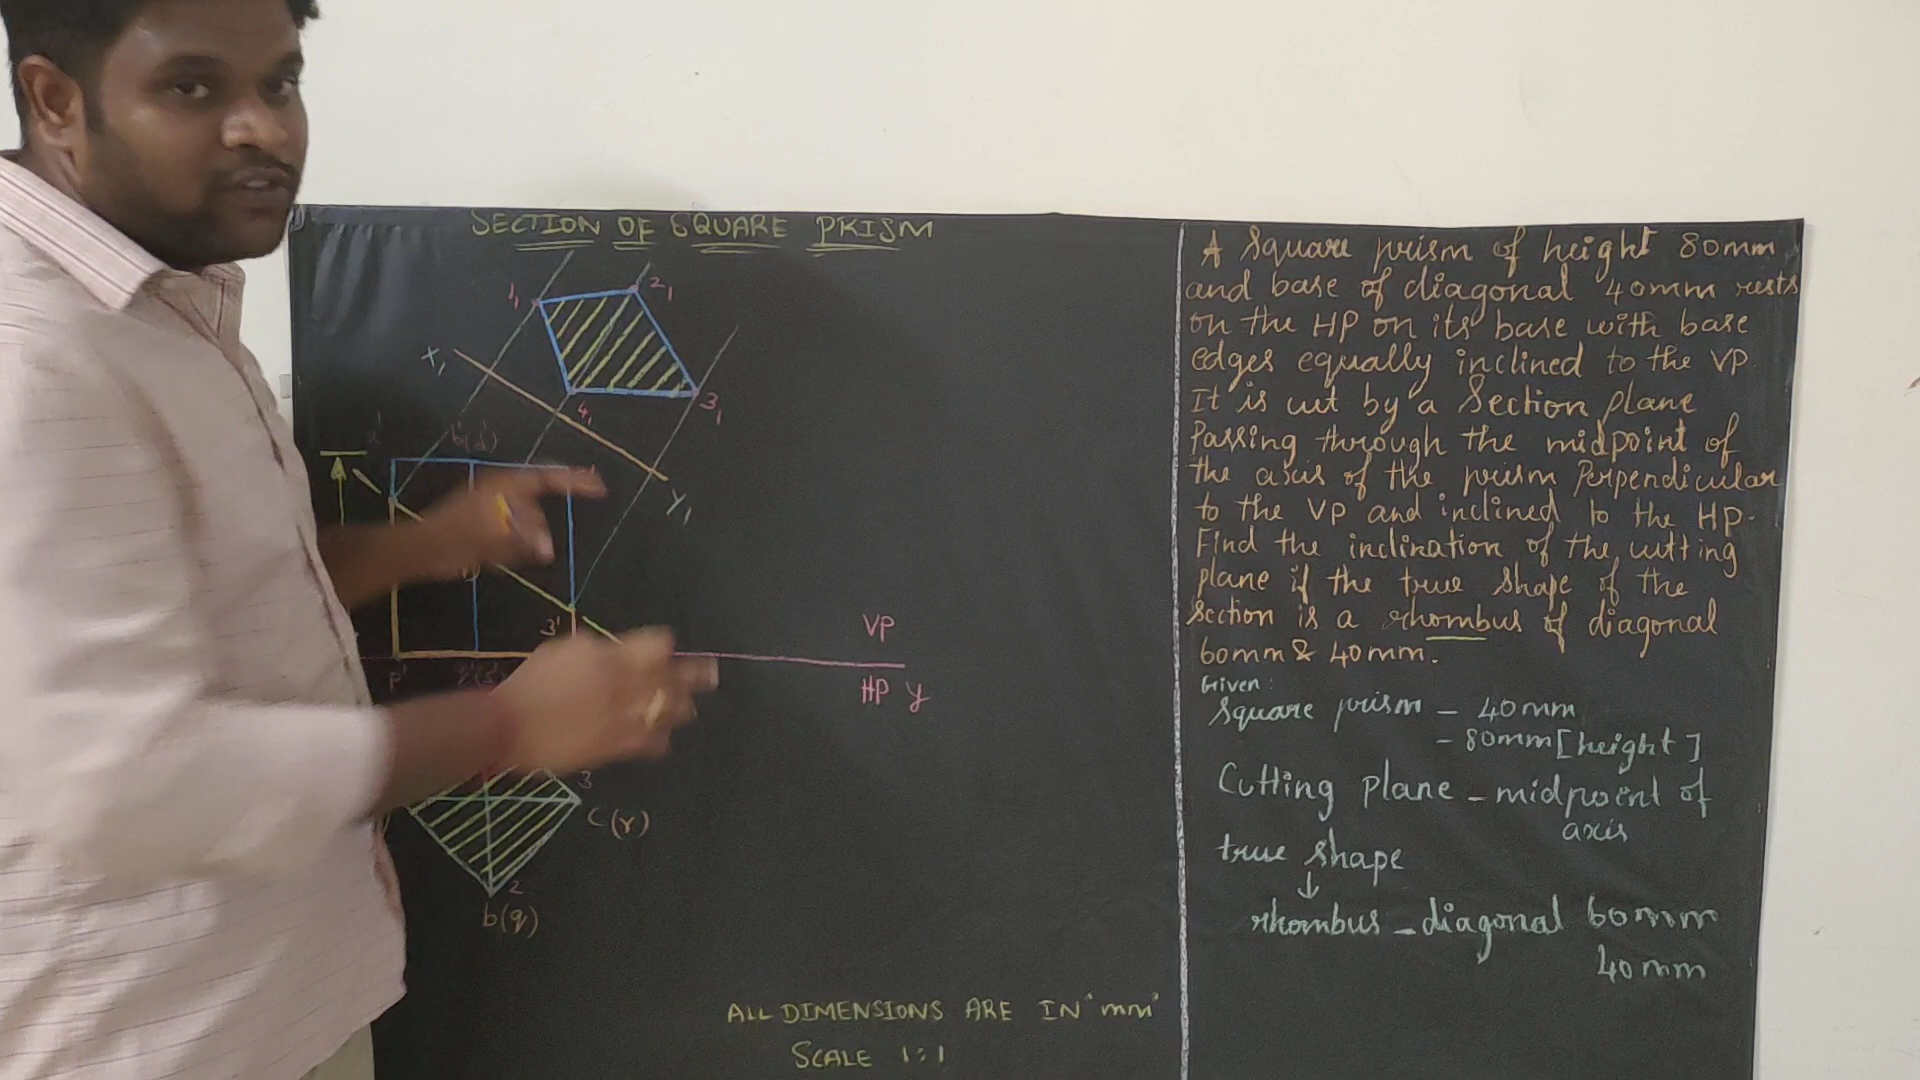 SECTION OF SQUARE PRISM
1₁
2₁
X₁
4₁
3₁
a'
b'(d')
Y₁
3'
VP
p'
HP y
3
c(r)
2
b(q)
ALL DIMENSIONS ARE IN 'mm'
SCALE 1:1
A Square prism of height 80mm
and base of diagonal 40mm rests
on the HP on its base with base
edges equally inclined to the VP.
It is cut by a Section plane
Passing through the midpoint of
the axis of the prism Perpendicular
to the VP and inclined to the HP.
Find the inclination of the cutting
plane if the true shape of the
Section is a rhombus of diagonal
60mm & 40mm.
Given:
Square prism - 40mm
- 80mm [height]
Cutting plane - midpoint of
axis
true shape
↓
rhombus - diagonal 60mm
40mm